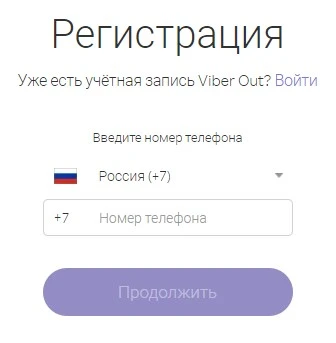 Регистрация
Уже есть учётная запись Viber Out? Войти
Введите номер телефона
Россия (+7)
+7 Номер телефона
Продолжить